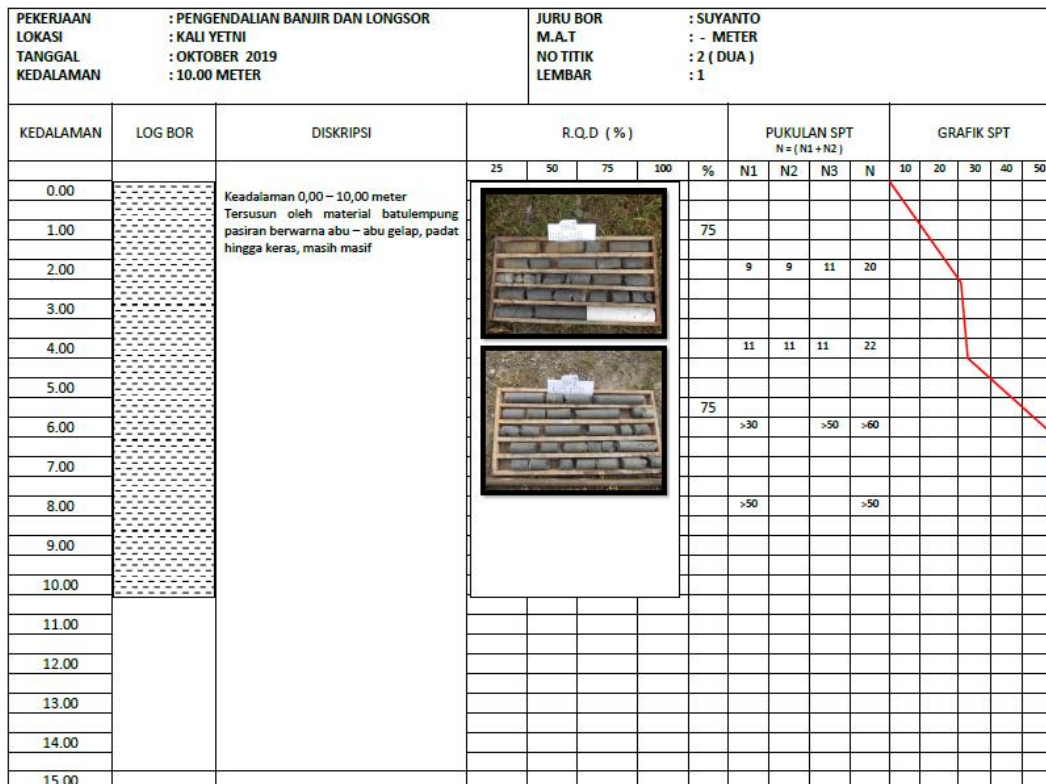 PEKERJAAN : PENGENDALIAN BANJIR DAN LONGSOR
LOKASI : KALI YETNI
TANGGAL : OKTOBER 2019
KEDALAMAN : 10.00 METER
JURU BOR : SUYANTO
M.A.T : - METER
NO TITIK : 2 ( DUA )
LEMBAR : 1
KEDALAMAN LOG BOR DISKRIPSI R.Q.D ( % ) PUKULAN SPT GRAFIK SPT
N = ( N1 + N2 )
25 50 75 100 % N1 N2 N3 N 10 20 30 40 50
0.00
Keadalaman 0,00 – 10,00 meter
Tersusun oleh material batulempung
pasiran berwarna abu – abu gelap, padat
hingga keras, masih masif
1.00 75
2.00 9 9 11 20
3.00
4.00 11 11 11 22
5.00
75
6.00 >30 >50 >60
7.00
8.00 >50 >50
9.00
10.00
11.00
12.00
13.00
14.00
15.00